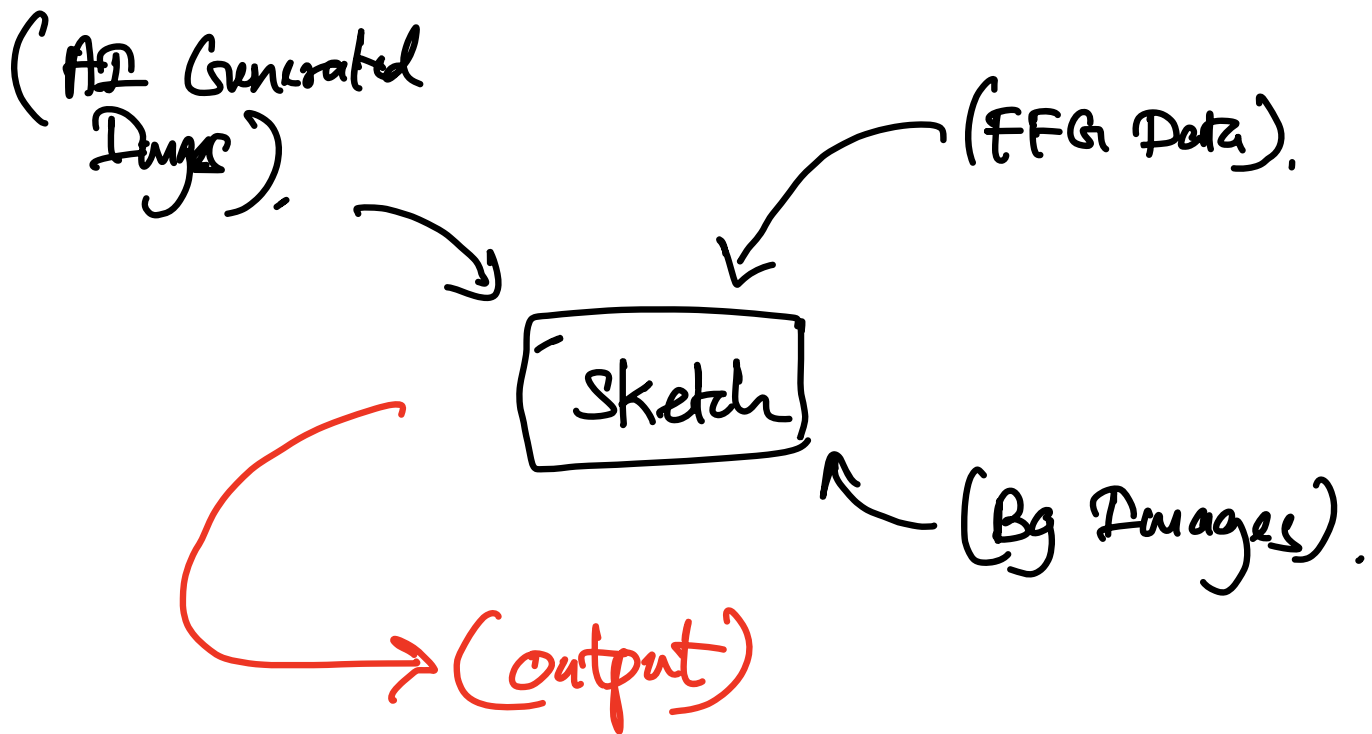 (AI Generated
Images).
(EEG Data).
Sketch
(Bg Images).
(output)